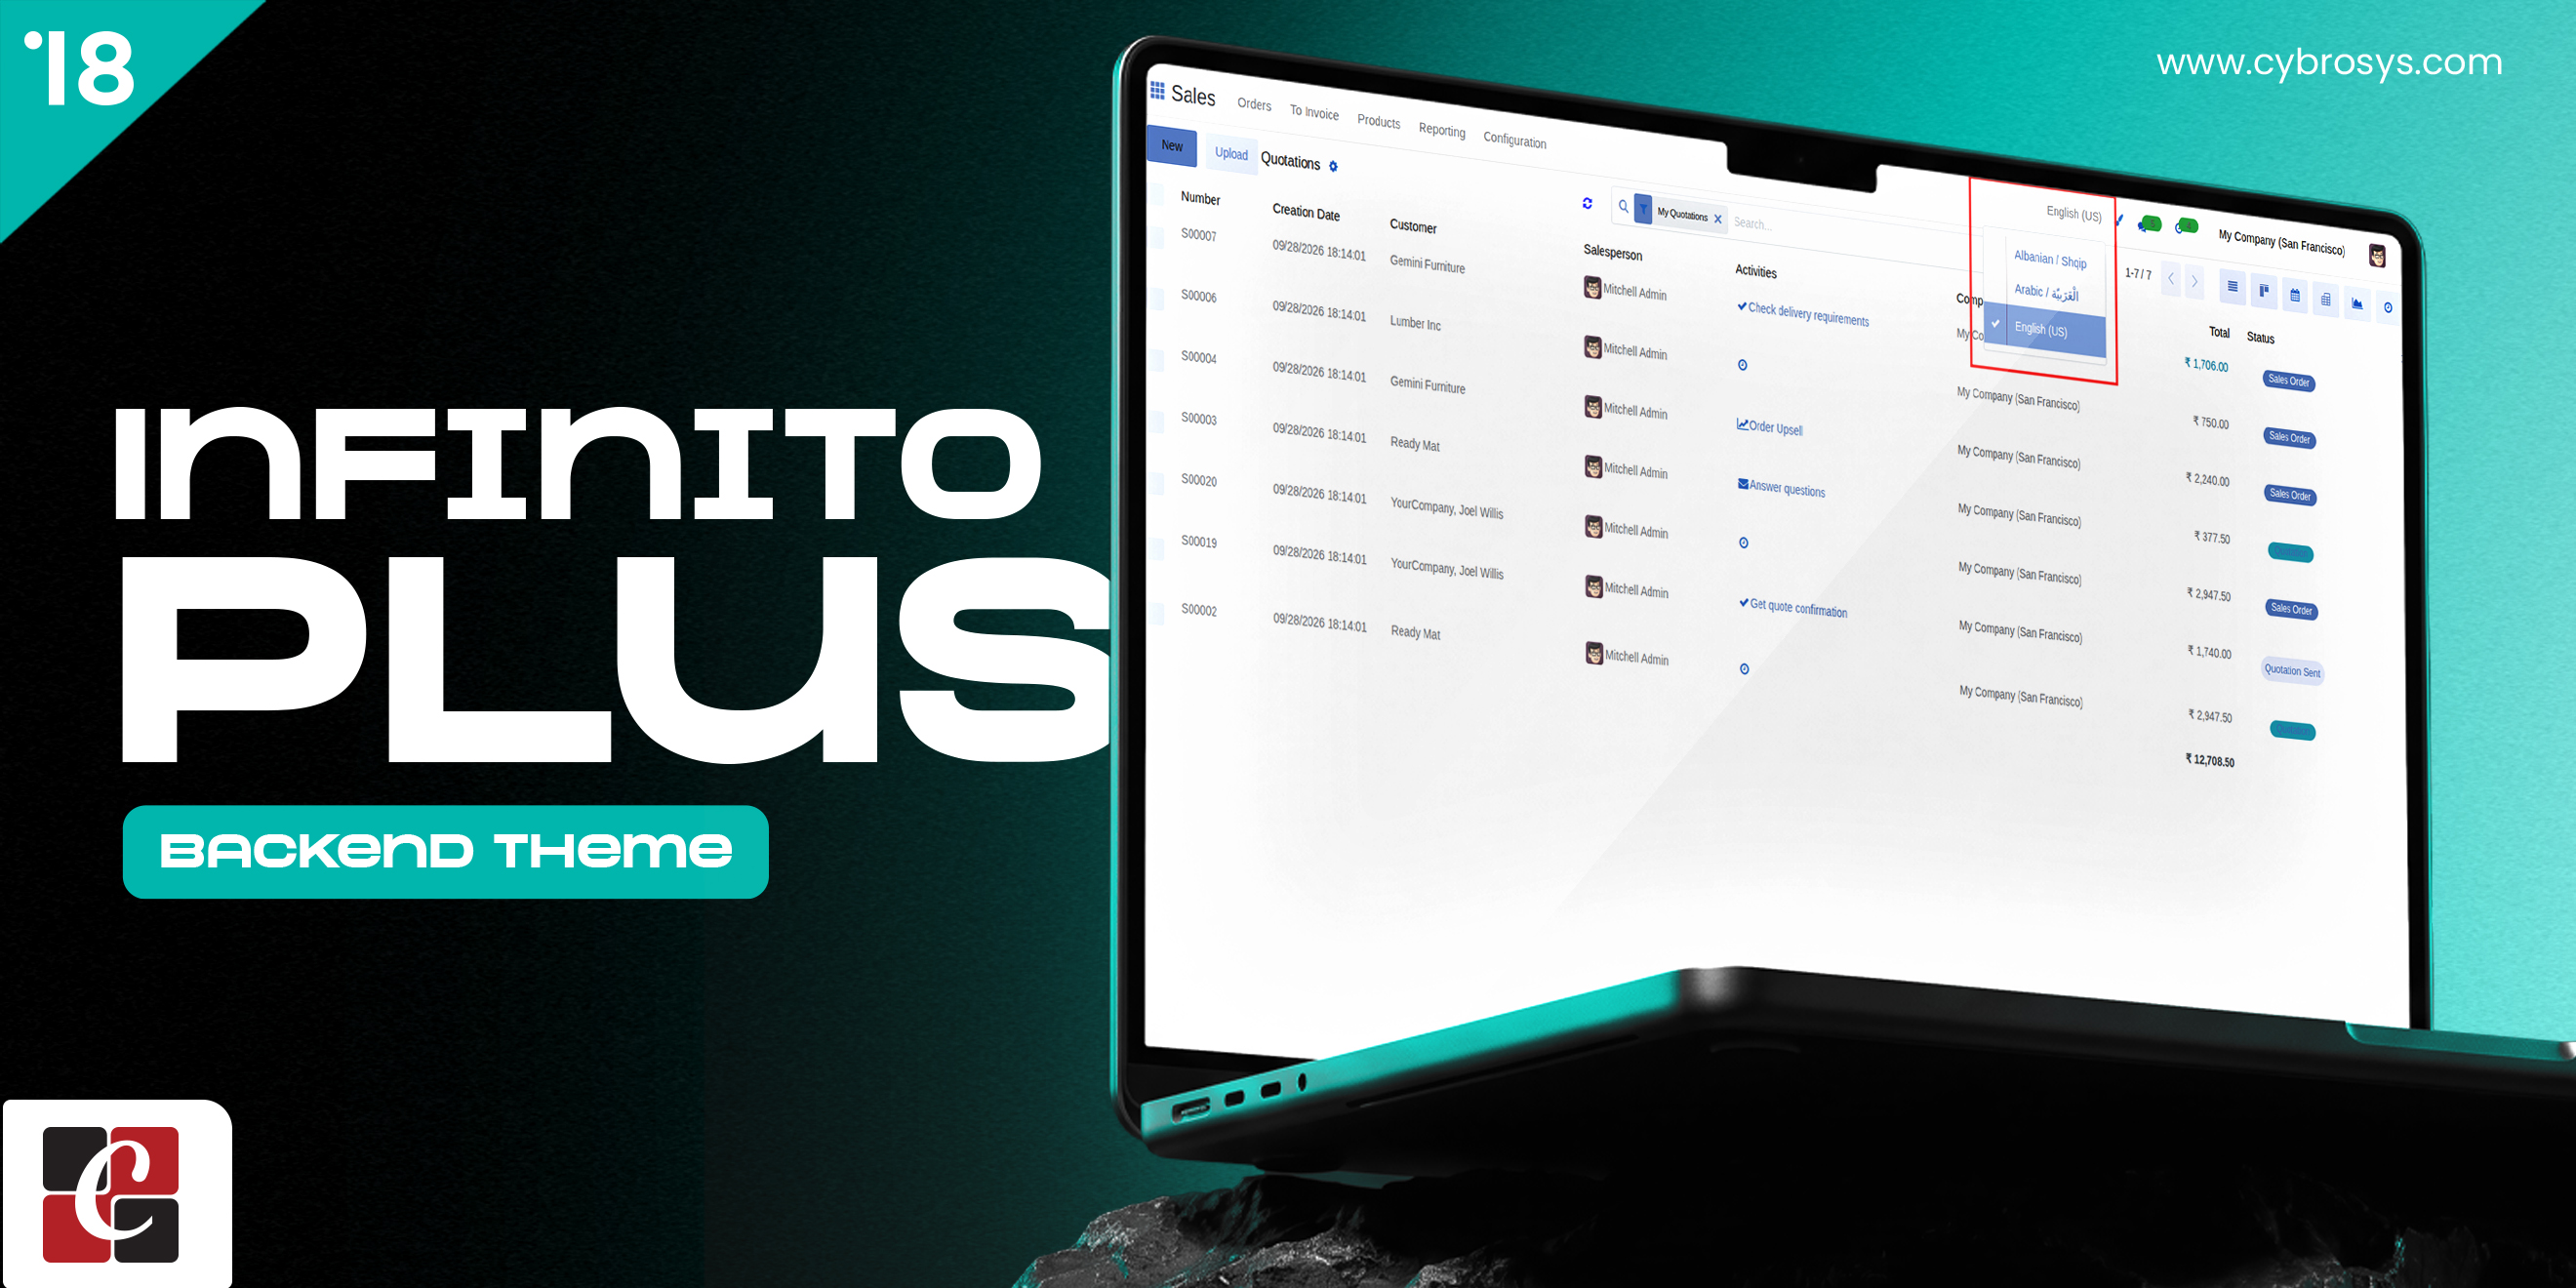 18
www.cybrosys.com
INFINITO
PLUS
BACKEND THEME
Sales Orders To Invoice Products Reporting Configuration
English (US) My Company (San Francisco)
New Upload Quotations My Quotations Search... 1-7 / 7
Albanian / Shqip
Arabic / الْعَرَبيّة
English (US)
Number Creation Date Customer Salesperson Activities Comp Total Status
S00007 09/28/2026 18:14:01 Gemini Furniture Mitchell Admin Check delivery requirements My Co ₹ 1,706.00 Sales Order
S00006 09/28/2026 18:14:01 Lumber Inc Mitchell Admin My Company (San Francisco) ₹ 750.00 Sales Order
S00004 09/28/2026 18:14:01 Gemini Furniture Mitchell Admin Order Upsell My Company (San Francisco) ₹ 2,240.00 Sales Order
S00003 09/28/2026 18:14:01 Ready Mat Mitchell Admin Answer questions My Company (San Francisco) ₹ 377.50
S00020 09/28/2026 18:14:01 YourCompany, Joel Willis Mitchell Admin My Company (San Francisco) ₹ 2,947.50 Sales Order
S00019 09/28/2026 18:14:01 YourCompany, Joel Willis Mitchell Admin Get quote confirmation My Company (San Francisco) ₹ 1,740.00 Quotation Sent
S00002 09/28/2026 18:14:01 Ready Mat Mitchell Admin My Company (San Francisco) ₹ 2,947.50
₹ 12,708.50
C